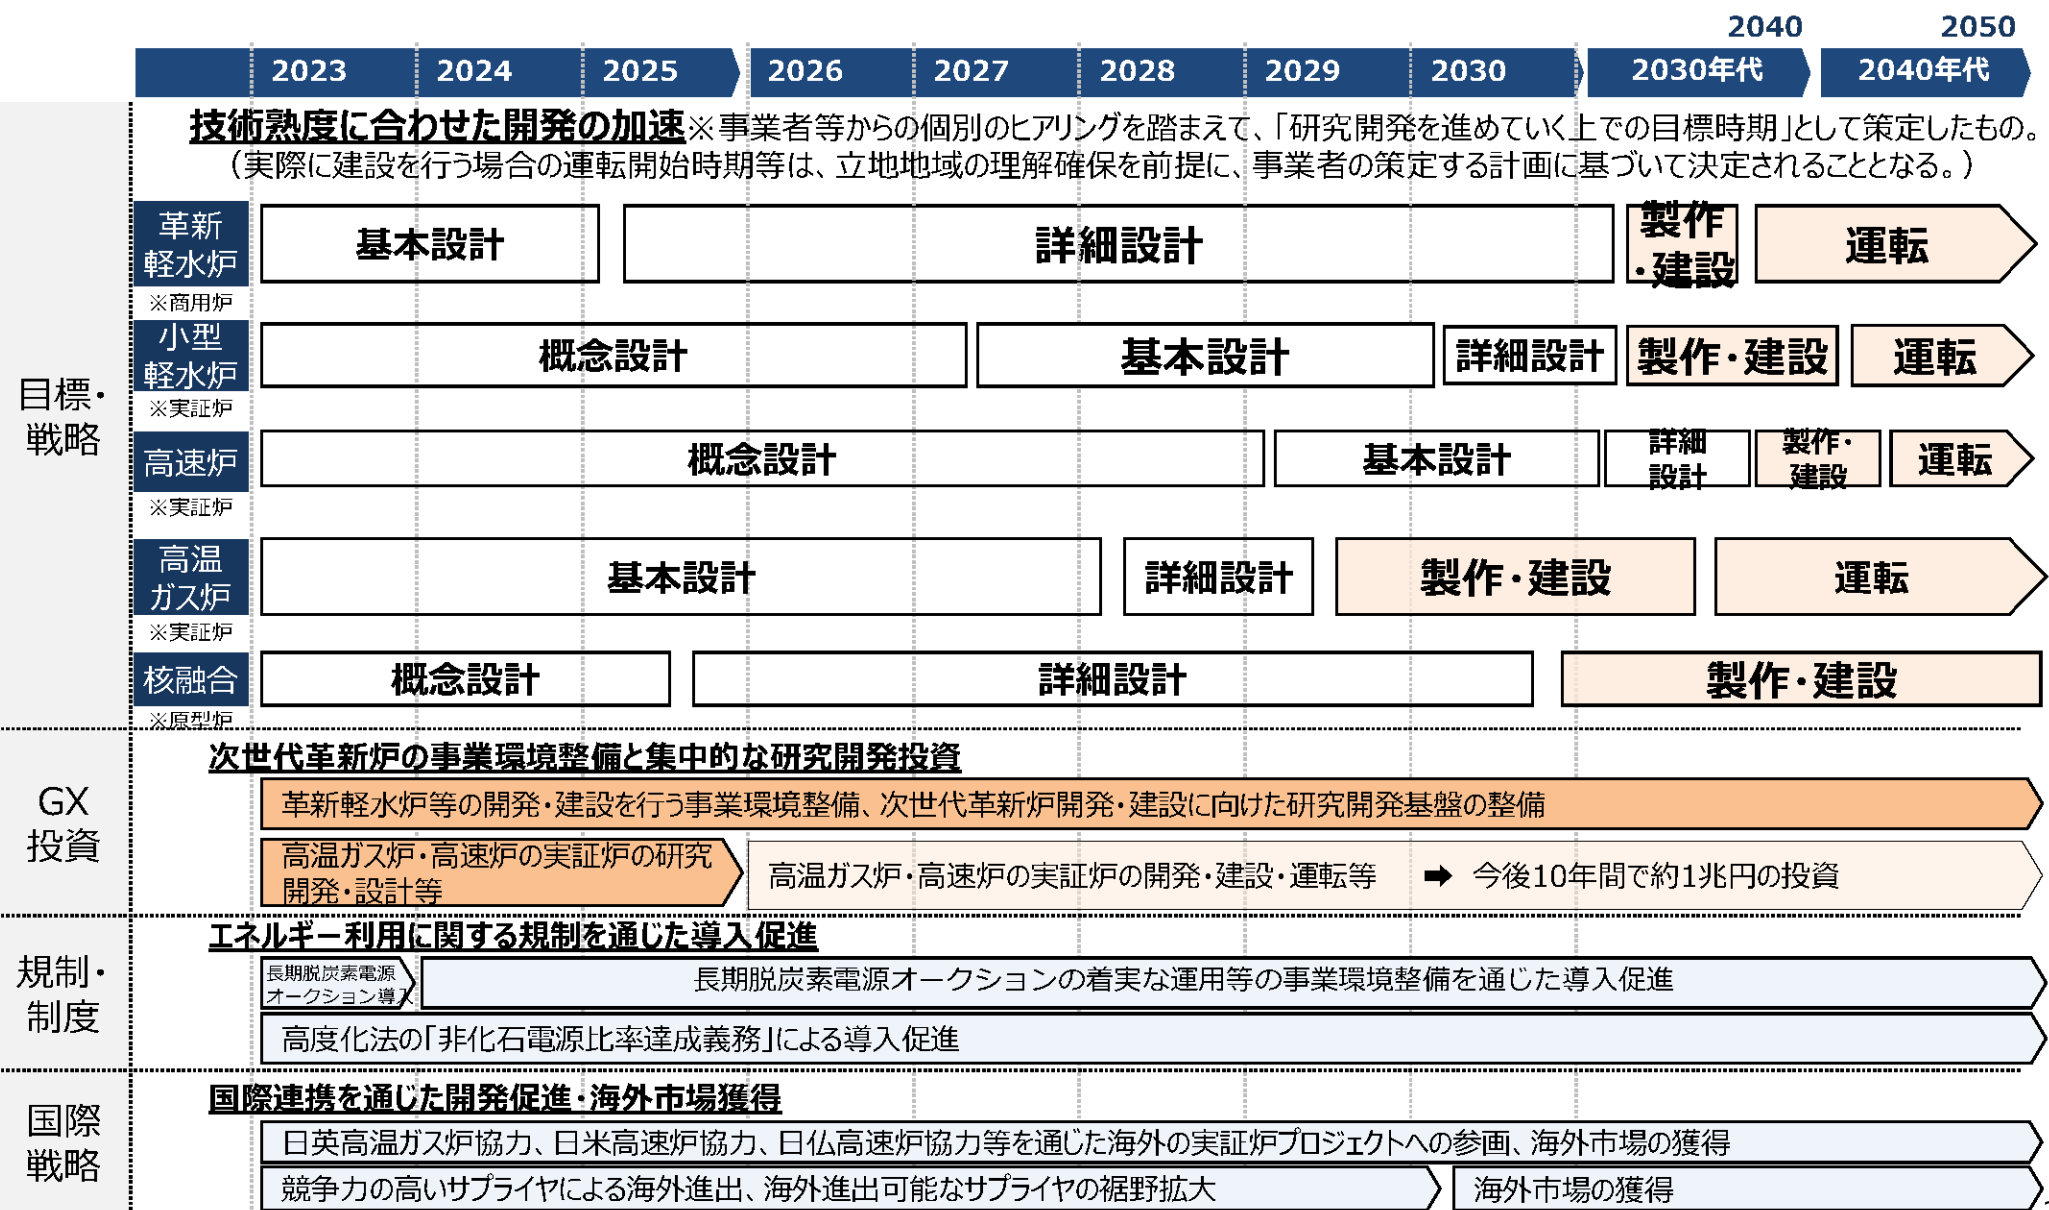 2040 2050
2023 2024 2025 2026 2027 2028 2029 2030 2030年代 2040年代
目標・
戦略
技術熟度に合わせた開発の加速※事業者等からの個別のヒアリングを踏まえて、「研究開発を進めていく上での目標時期」として策定したもの。
（実際に建設を行う場合の運転開始時期等は、立地地域の理解確保を前提に、事業者の策定する計画に基づいて決定されることとなる。）
革新
軽水炉
※商用炉
基本設計 詳細設計
製作
・建設
運転
小型
軽水炉
※実証炉
概念設計 基本設計 詳細設計 製作・建設 運転
高速炉
※実証炉
概念設計 基本設計
詳細
設計
製作・
建設
運転
高温
ガス炉
※実証炉
基本設計 詳細設計 製作・建設 運転
核融合
※原型炉
概念設計 詳細設計 製作・建設
GX
投資
次世代革新炉の事業環境整備と集中的な研究開発投資
革新軽水炉等の開発・建設を行う事業環境整備、次世代革新炉開発・建設に向けた研究開発基盤の整備
高温ガス炉・高速炉の実証炉の研究
開発・設計等
高温ガス炉・高速炉の実証炉の開発・建設・運転等 ➡ 今後10年間で約1兆円の投資
規制・
制度
エネルギー利用に関する規制を通じた導入促進
長期脱炭素電源
オークション導入
長期脱炭素電源オークションの着実な運用等の事業環境整備を通じた導入促進
高度化法の「非化石電源比率達成義務」による導入促進
国際
戦略
国際連携を通じた開発促進・海外市場獲得
日英高温ガス炉協力、日米高速炉協力、日仏高速炉協力等を通じた海外の実証炉プロジェクトへの参画、海外市場の獲得
競争力の高いサプライヤによる海外進出、海外進出可能なサプライヤの裾野拡大
海外市場の獲得